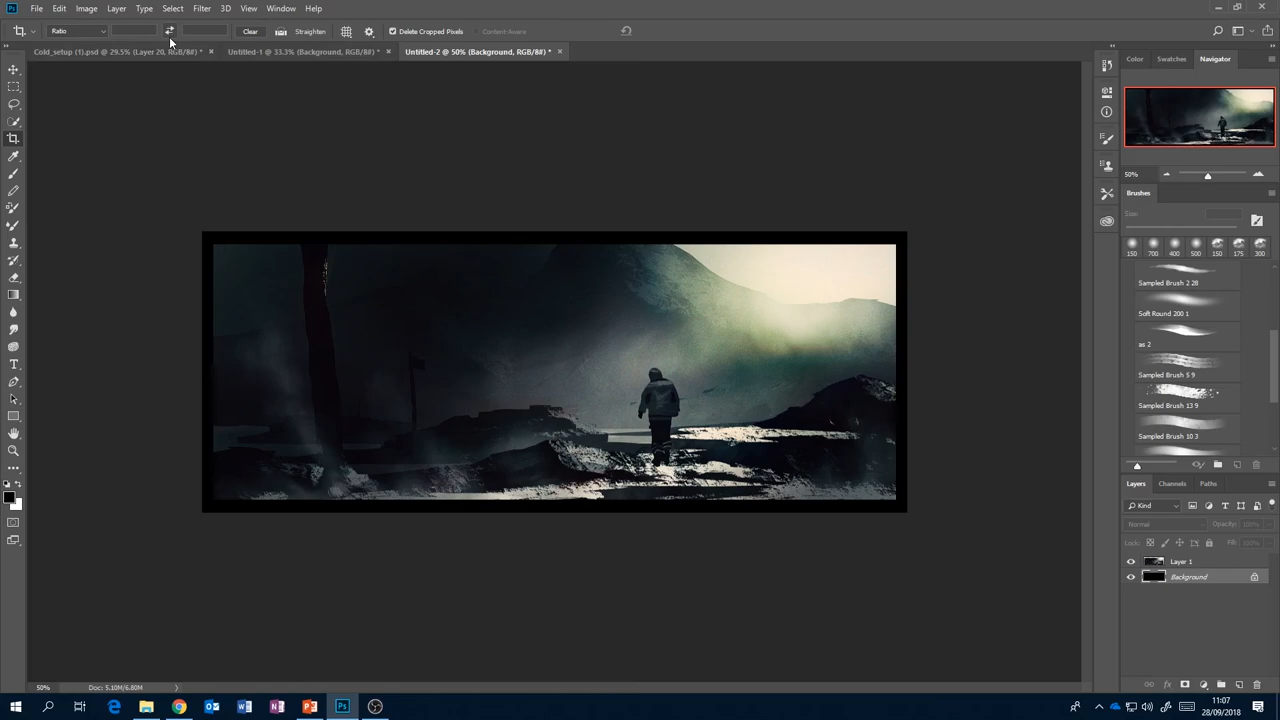 Ps File Edit Image Layer Type Select Filter 3D View Window Help
Ratio Clear Straighten Delete Cropped Pixels Content-Aware
Cold_setup (1).psd @ 29.5% (Layer 20, RGB/8#) * Untitled-1 @ 33.3% (Background, RGB/8#) * Untitled-2 @ 50% (Background, RGB/8#) *
Color Swatches Navigator
50%
Brushes
Size:
150 700 400 500 150 175 300
Sampled Brush 2 28
Soft Round 200 1
as 2
Sampled Brush 5 9
Sampled Brush 13 9
Sampled Brush 10 3
Layers Channels Paths
Kind
Normal Opacity: 100%
Lock: Fill: 100%
Layer 1
Background
50% Doc: 5.10M/6.80M
11:07
28/09/2018